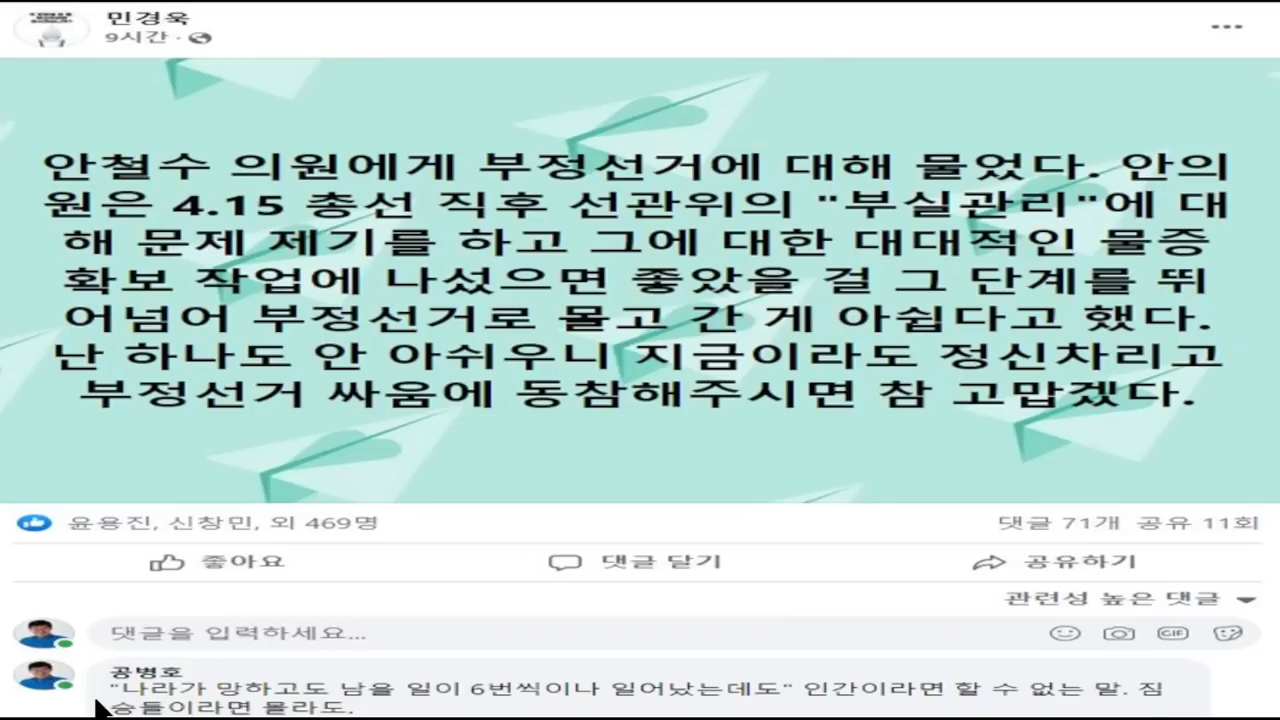 민경욱
9시간 ·
안철수 의원에게 부정선거에 대해 물었다. 안의
원은 4.15 총선 직후 선관위의 "부실관리"에 대
해 문제 제기를 하고 그에 대한 대대적인 물증
확보 작업에 나섰으면 좋았을 걸 그 단계를 뛰
어넘어 부정선거로 몰고 간 게 아쉽다고 했다.
난 하나도 안 아쉬우니 지금이라도 정신차리고
부정선거 싸움에 동참해주시면 참 고맙겠다.
윤용진, 신창민, 외 469명
댓글 71개 공유 11회
좋아요
댓글 달기
공유하기
관련성 높은 댓글
댓글을 입력하세요...
GIF
공병호
"나라가 망하고도 남을 일이 6번씩이나 일어났는데도" 인간이라면 할 수 없는 말. 짐
승들이라면 몰라도.